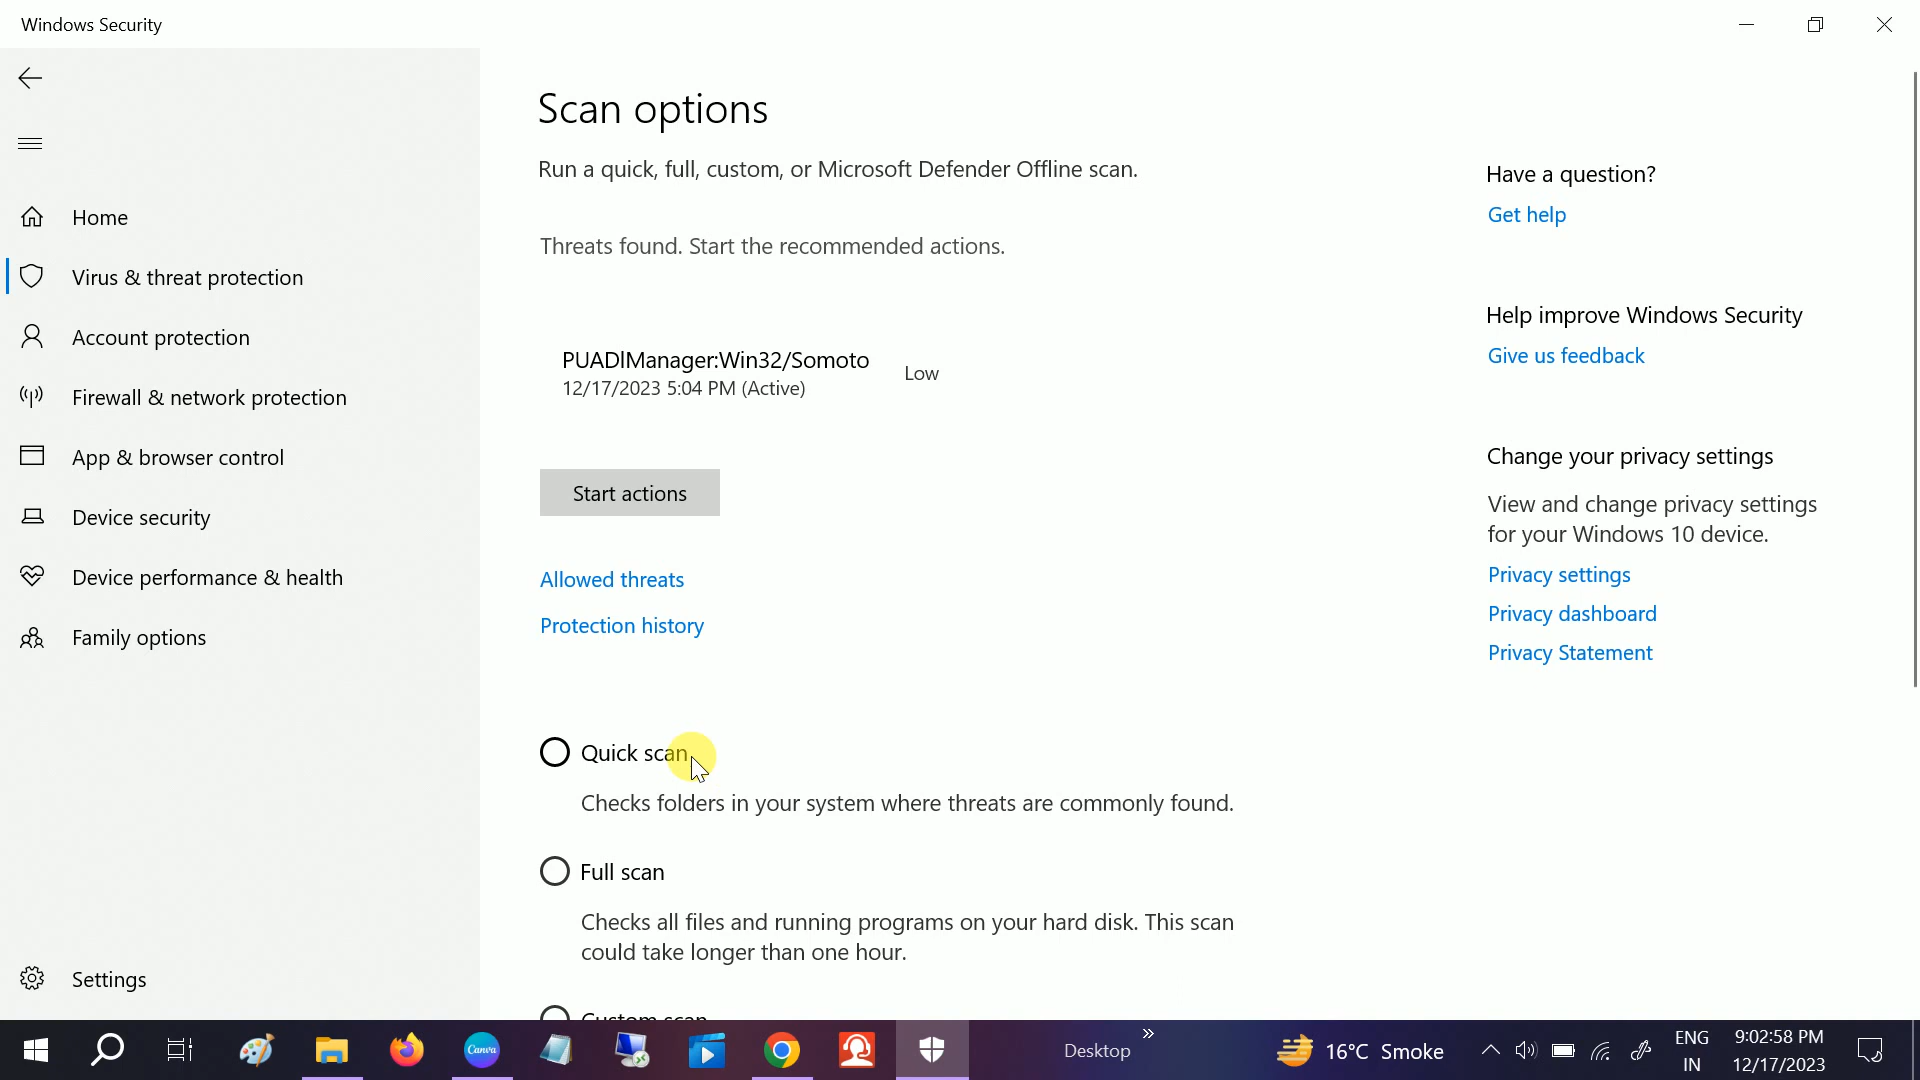 Windows Security
Home
Virus & threat protection
Account protection
Firewall & network protection
App & browser control
Device security
Device performance & health
Family options
Settings
Scan options
Run a quick, full, custom, or Microsoft Defender Offline scan.
Threats found. Start the recommended actions.
PUADlManager:Win32/Somoto
12/17/2023 5:04 PM (Active)
Low
Start actions
Allowed threats
Protection history
Quick scan
Checks folders in your system where threats are commonly found.
Full scan
Checks all files and running programs on your hard disk. This scan
could take longer than one hour.
Custom scan
Have a question?
Get help
Help improve Windows Security
Give us feedback
Change your privacy settings
View and change privacy settings
for your Windows 10 device.
Privacy settings
Privacy dashboard
Privacy Statement
Canva
Desktop
16°C Smoke
ENG
IN
9:02:58 PM
12/17/2023